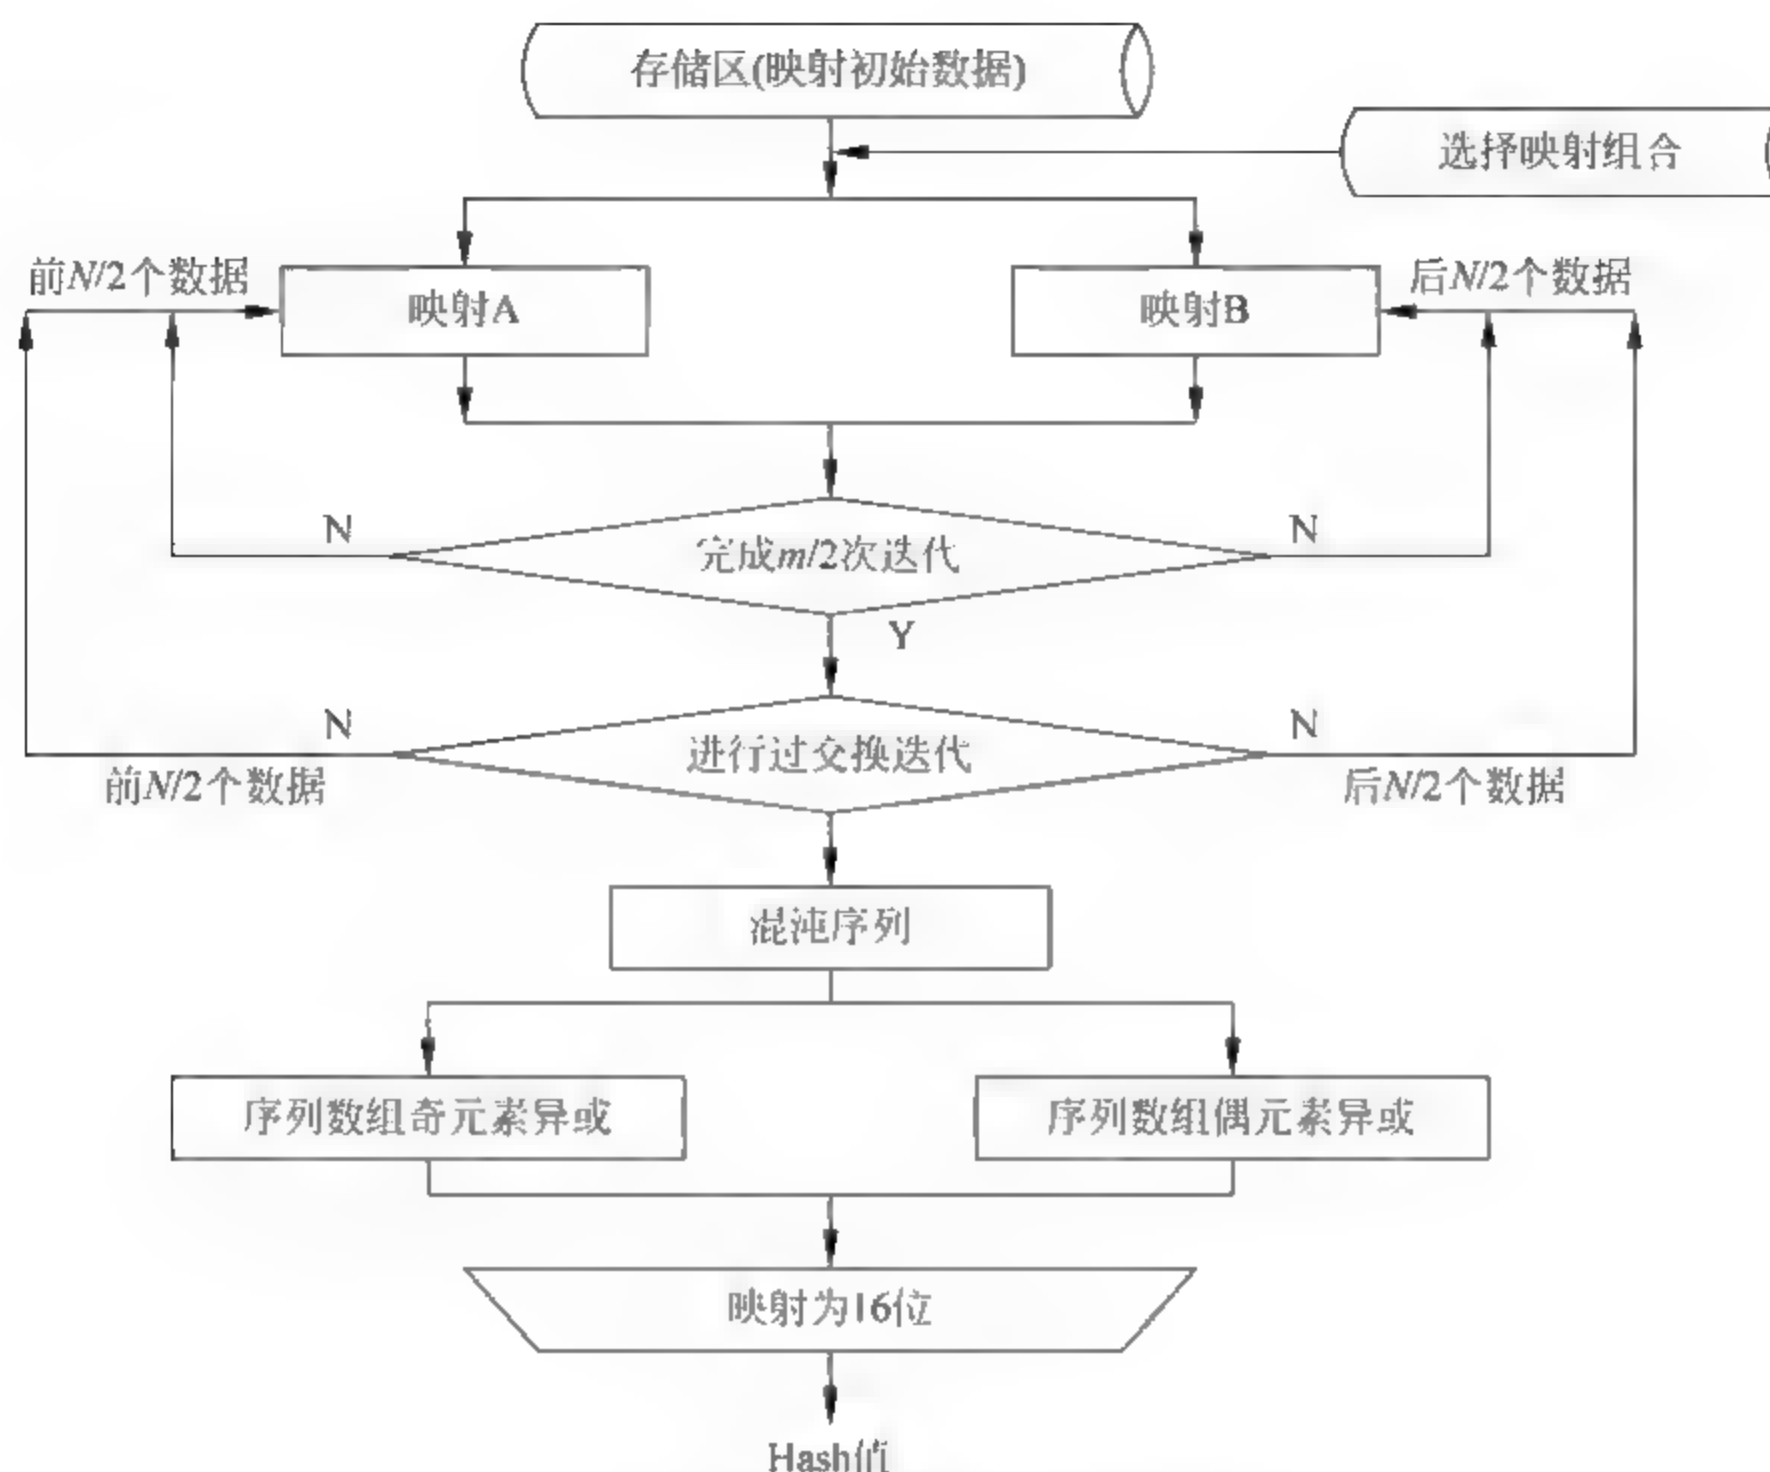 存储区(映射初始数据)
选择映射组合
前N/2个数据
映射A
映射B
后N/2个数据
N
完成m/2次迭代
N
Y
N
进行过交换迭代
N
前N/2个数据
后N/2个数据
混沌序列
序列数组奇元素异或
序列数组偶元素异或
映射为16位
Hash值